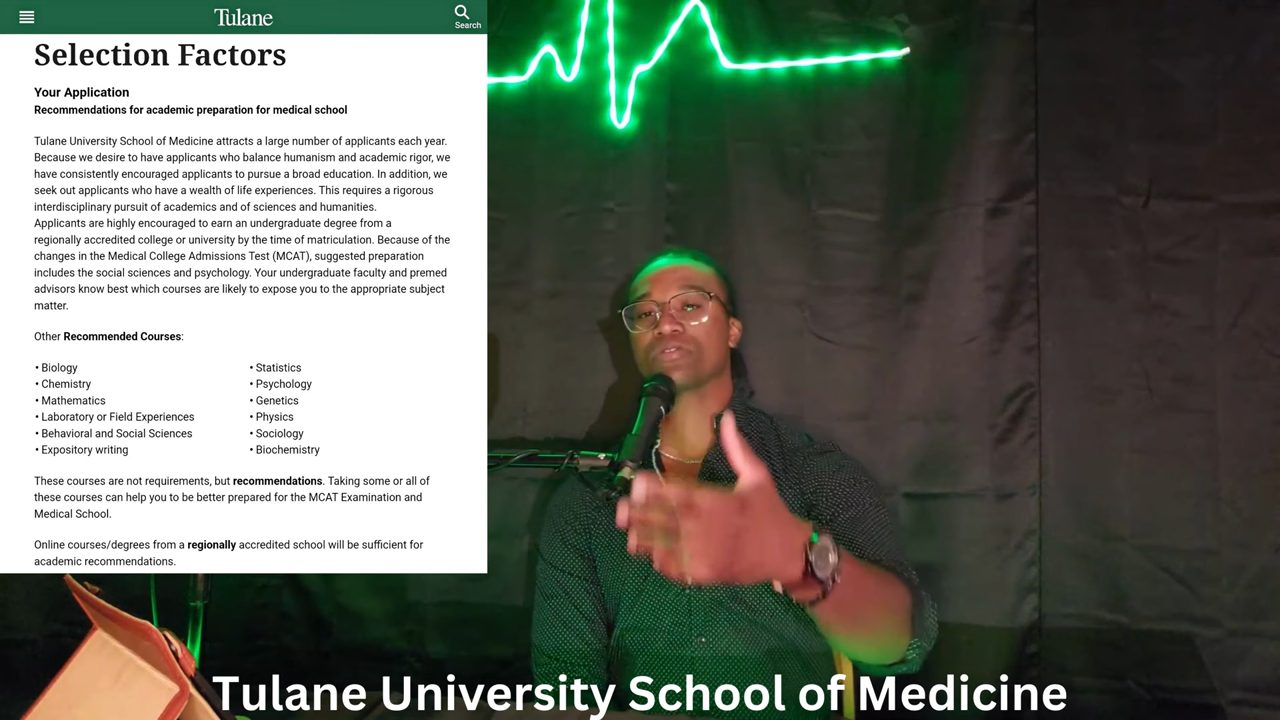 Tulane
Search
Selection Factors
Your Application
Recommendations for academic preparation for medical school
Tulane University School of Medicine attracts a large number of applicants each year.
Because we desire to have applicants who balance humanism and academic rigor, we
have consistently encouraged applicants to pursue a broad education. In addition, we
seek out applicants who have a wealth of life experiences. This requires a rigorous
interdisciplinary pursuit of academics and of sciences and humanities.
Applicants are highly encouraged to earn an undergraduate degree from a
regionally accredited college or university by the time of matriculation. Because of the
changes in the Medical College Admissions Test (MCAT), suggested preparation
includes the social sciences and psychology. Your undergraduate faculty and premed
advisors know best which courses are likely to expose you to the appropriate subject
matter.
Other Recommended Courses:
• Biology
• Chemistry
• Mathematics
• Laboratory or Field Experiences
• Behavioral and Social Sciences
• Expository writing
• Statistics
• Psychology
• Genetics
• Physics
• Sociology
• Biochemistry
These courses are not requirements, but recommendations. Taking some or all of
these courses can help you to be better prepared for the MCAT Examination and
Medical School.
Online courses/degrees from a regionally accredited school will be sufficient for
academic recommendations.
Tulane University School of Medicine